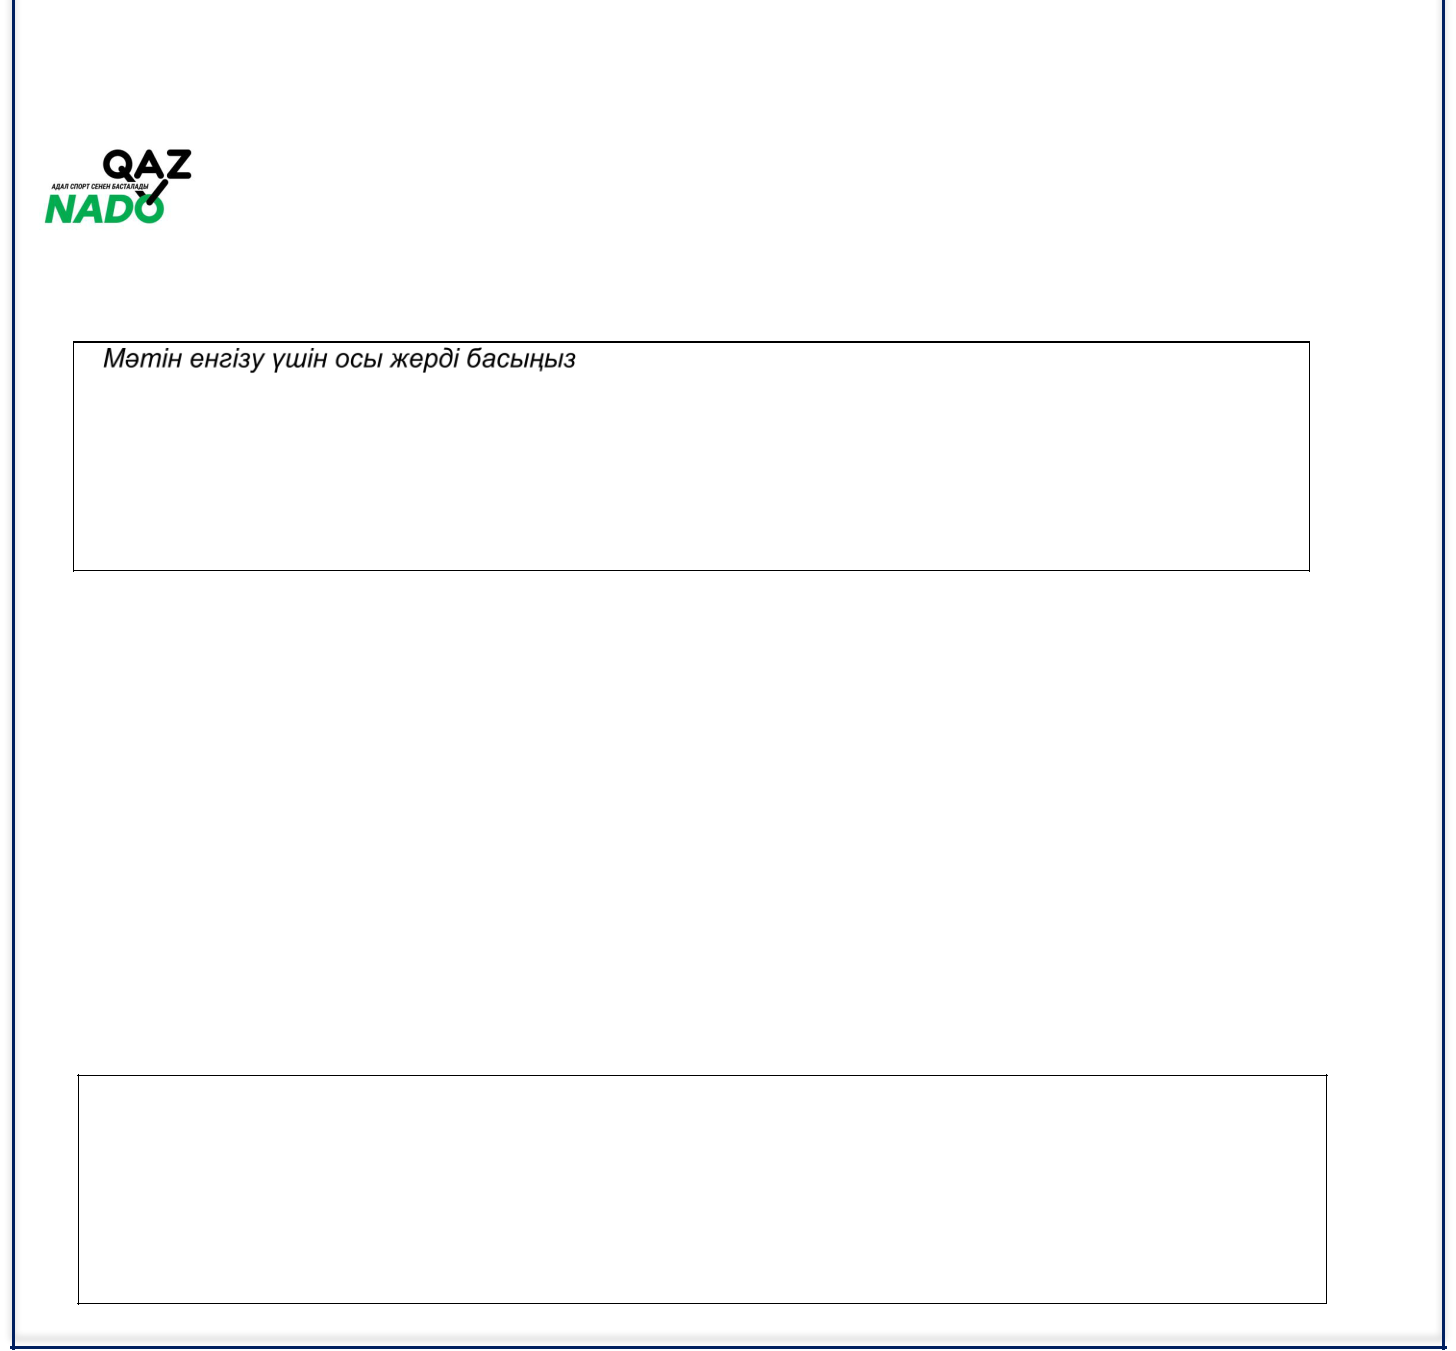 QAZ
АДАЛ СПОРТ СЕНЕН БАСТАЛАДЫ
NADO
Мәтін енгізу үшін осы жерді басыңыз